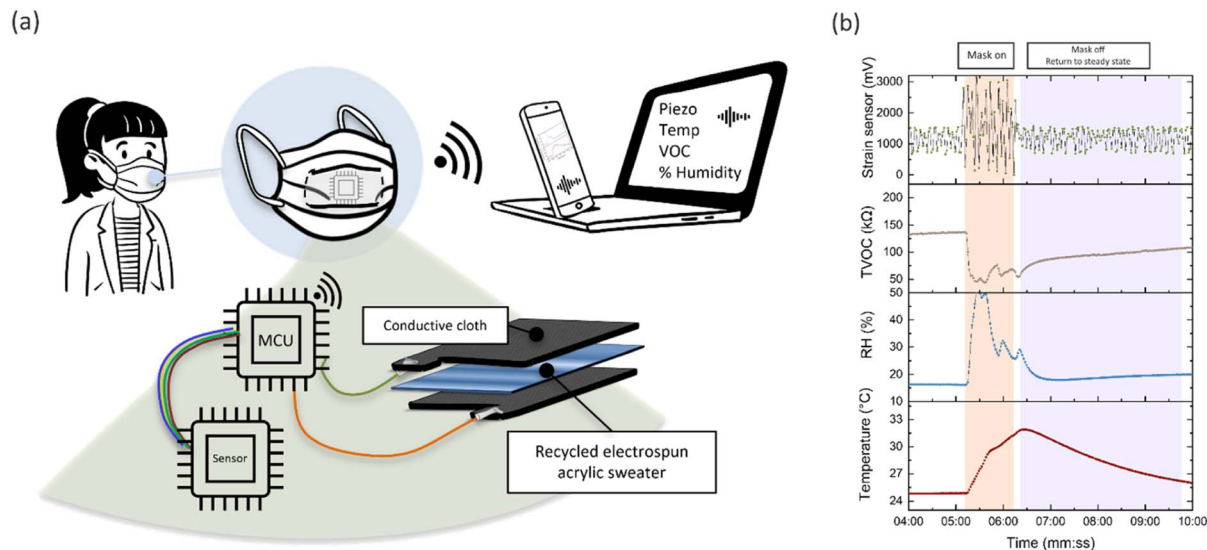 (a)
Piezo
Temp
VOC
% Humidity
MCU
Sensor
Conductive cloth
Recycled electrospun
acrylic sweater
(b)
Mask on
Mask off
Return to steady state
Strain sensor (mV)
3000
2000
1000
0
TVOC (kΩ)
200
150
100
50
RH (%)
50
40
30
20
10
Temperature (°C)
33
30
27
24
04:00 05:00 06:00 07:00 08:00 09:00 10:00
Time (mm:ss)